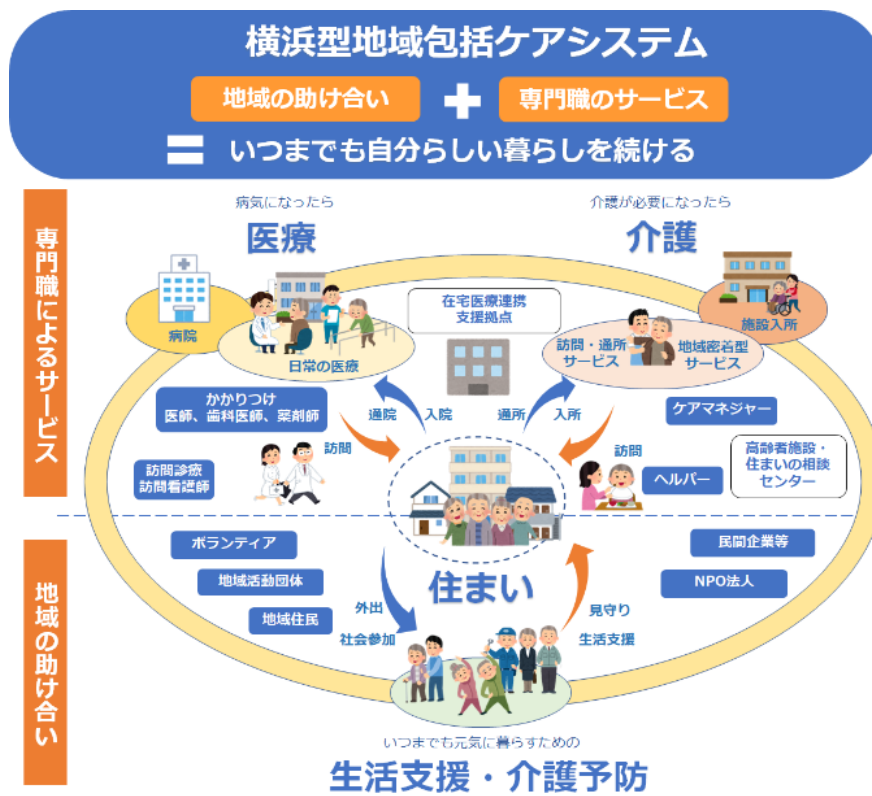 横浜型地域包括ケアシステム
地域の助け合い
+
専門職のサービス
=
いつまでも自分らしい暮らしを続ける
専門職によるサービス
病気になったら
医療
介護が必要になったら
介護
病院
日常の医療
在宅医療連携
支援拠点
訪問・通所
サービス
地域密着型
サービス
施設入所
かかりつけ
医師、歯科医師、薬剤師
通院
入院
通所
入所
ケアマネジャー
訪問
訪問
訪問診療
訪問看護師
ヘルパー
高齢者施設・
住まいの相談
センター
地域の助け合い
住まい
ボランティア
地域活動団体
地域住民
外出
社会参加
見守り
生活支援
民間企業等
NPO法人
いつまでも元気に暮らすための
生活支援・介護予防